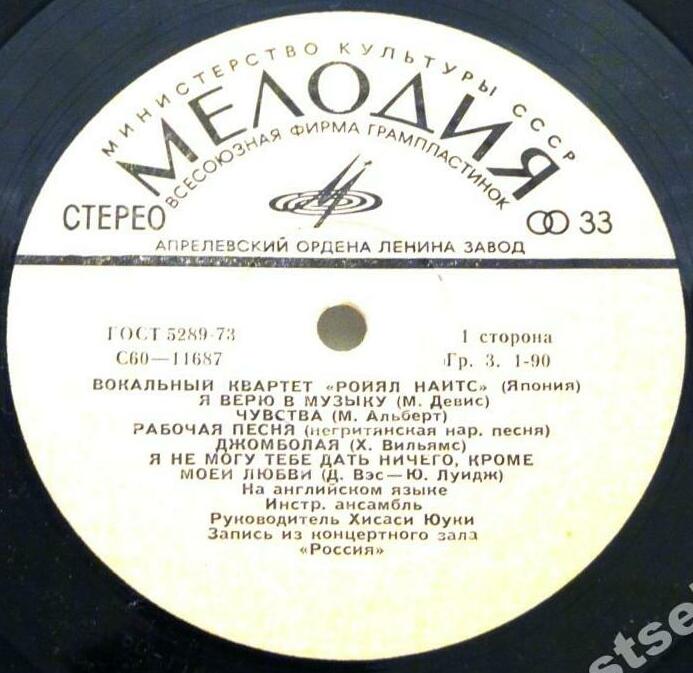 МИНИСТЕРСТВО КУЛЬТУРЫ СССР
МЕЛОДИЯ
ВСЕСОЮЗНАЯ ФИРМА ГРАМПЛАСТИНОК
СТЕРЕО
33
АПРЕЛЕВСКИЙ ОРДЕНА ЛЕНИНА ЗАВОД
ГОСТ 5289-73
1 сторона
С60—11687
Гр. 3. 1-90
ВОКАЛЬНЫЙ КВАРТЕТ «РОЙЯЛ НАЙТС» (Япония)
Я ВЕРЮ В МУЗЫКУ (М. Девис)
ЧУВСТВА (М. Альберт)
РАБОЧАЯ ПЕСНЯ (негритянская нар. песня)
ДЖОМБОЛАЯ (Х. Вильямс)
Я НЕ МОГУ ТЕБЕ ДАТЬ НИЧЕГО, КРОМЕ
МОЕЙ ЛЮБВИ (Д. Вэс—Ю. Луидж)
На английском языке
Инстр. ансамбль
Руководитель Хисаси Юуки
Запись из концертного зала
«Россия»